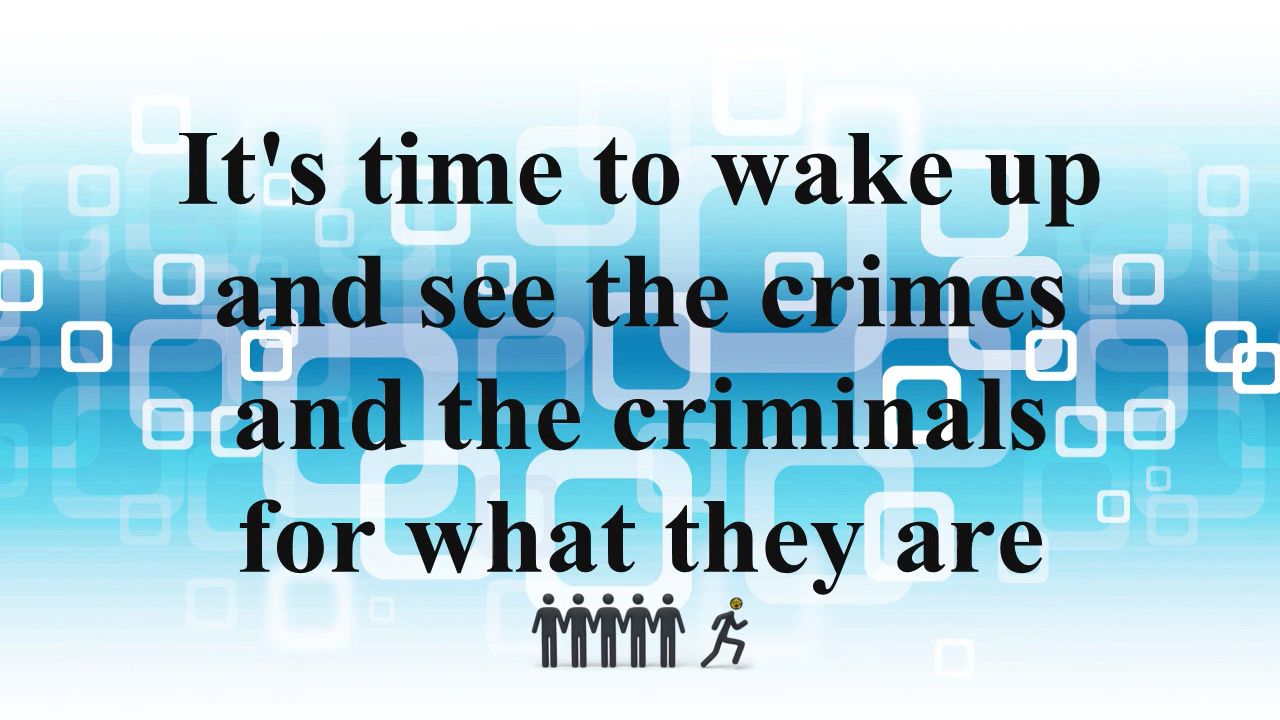 It's time to wake up
and see the crimes
and the criminals
for what they are